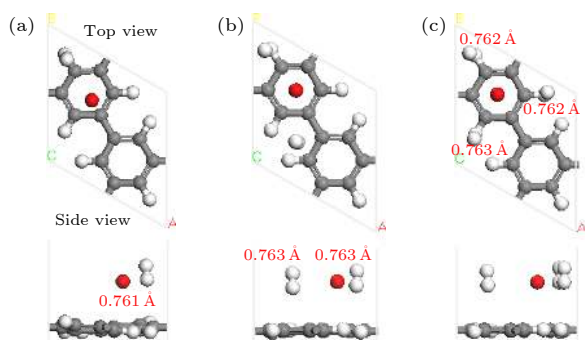 (a)
B
Top view
C
A
Side view
0.761 Å
(b)
B
C
A
0.763 Å
0.763 Å
(c)
B
0.762 Å
0.762 Å
0.763 Å
C
A